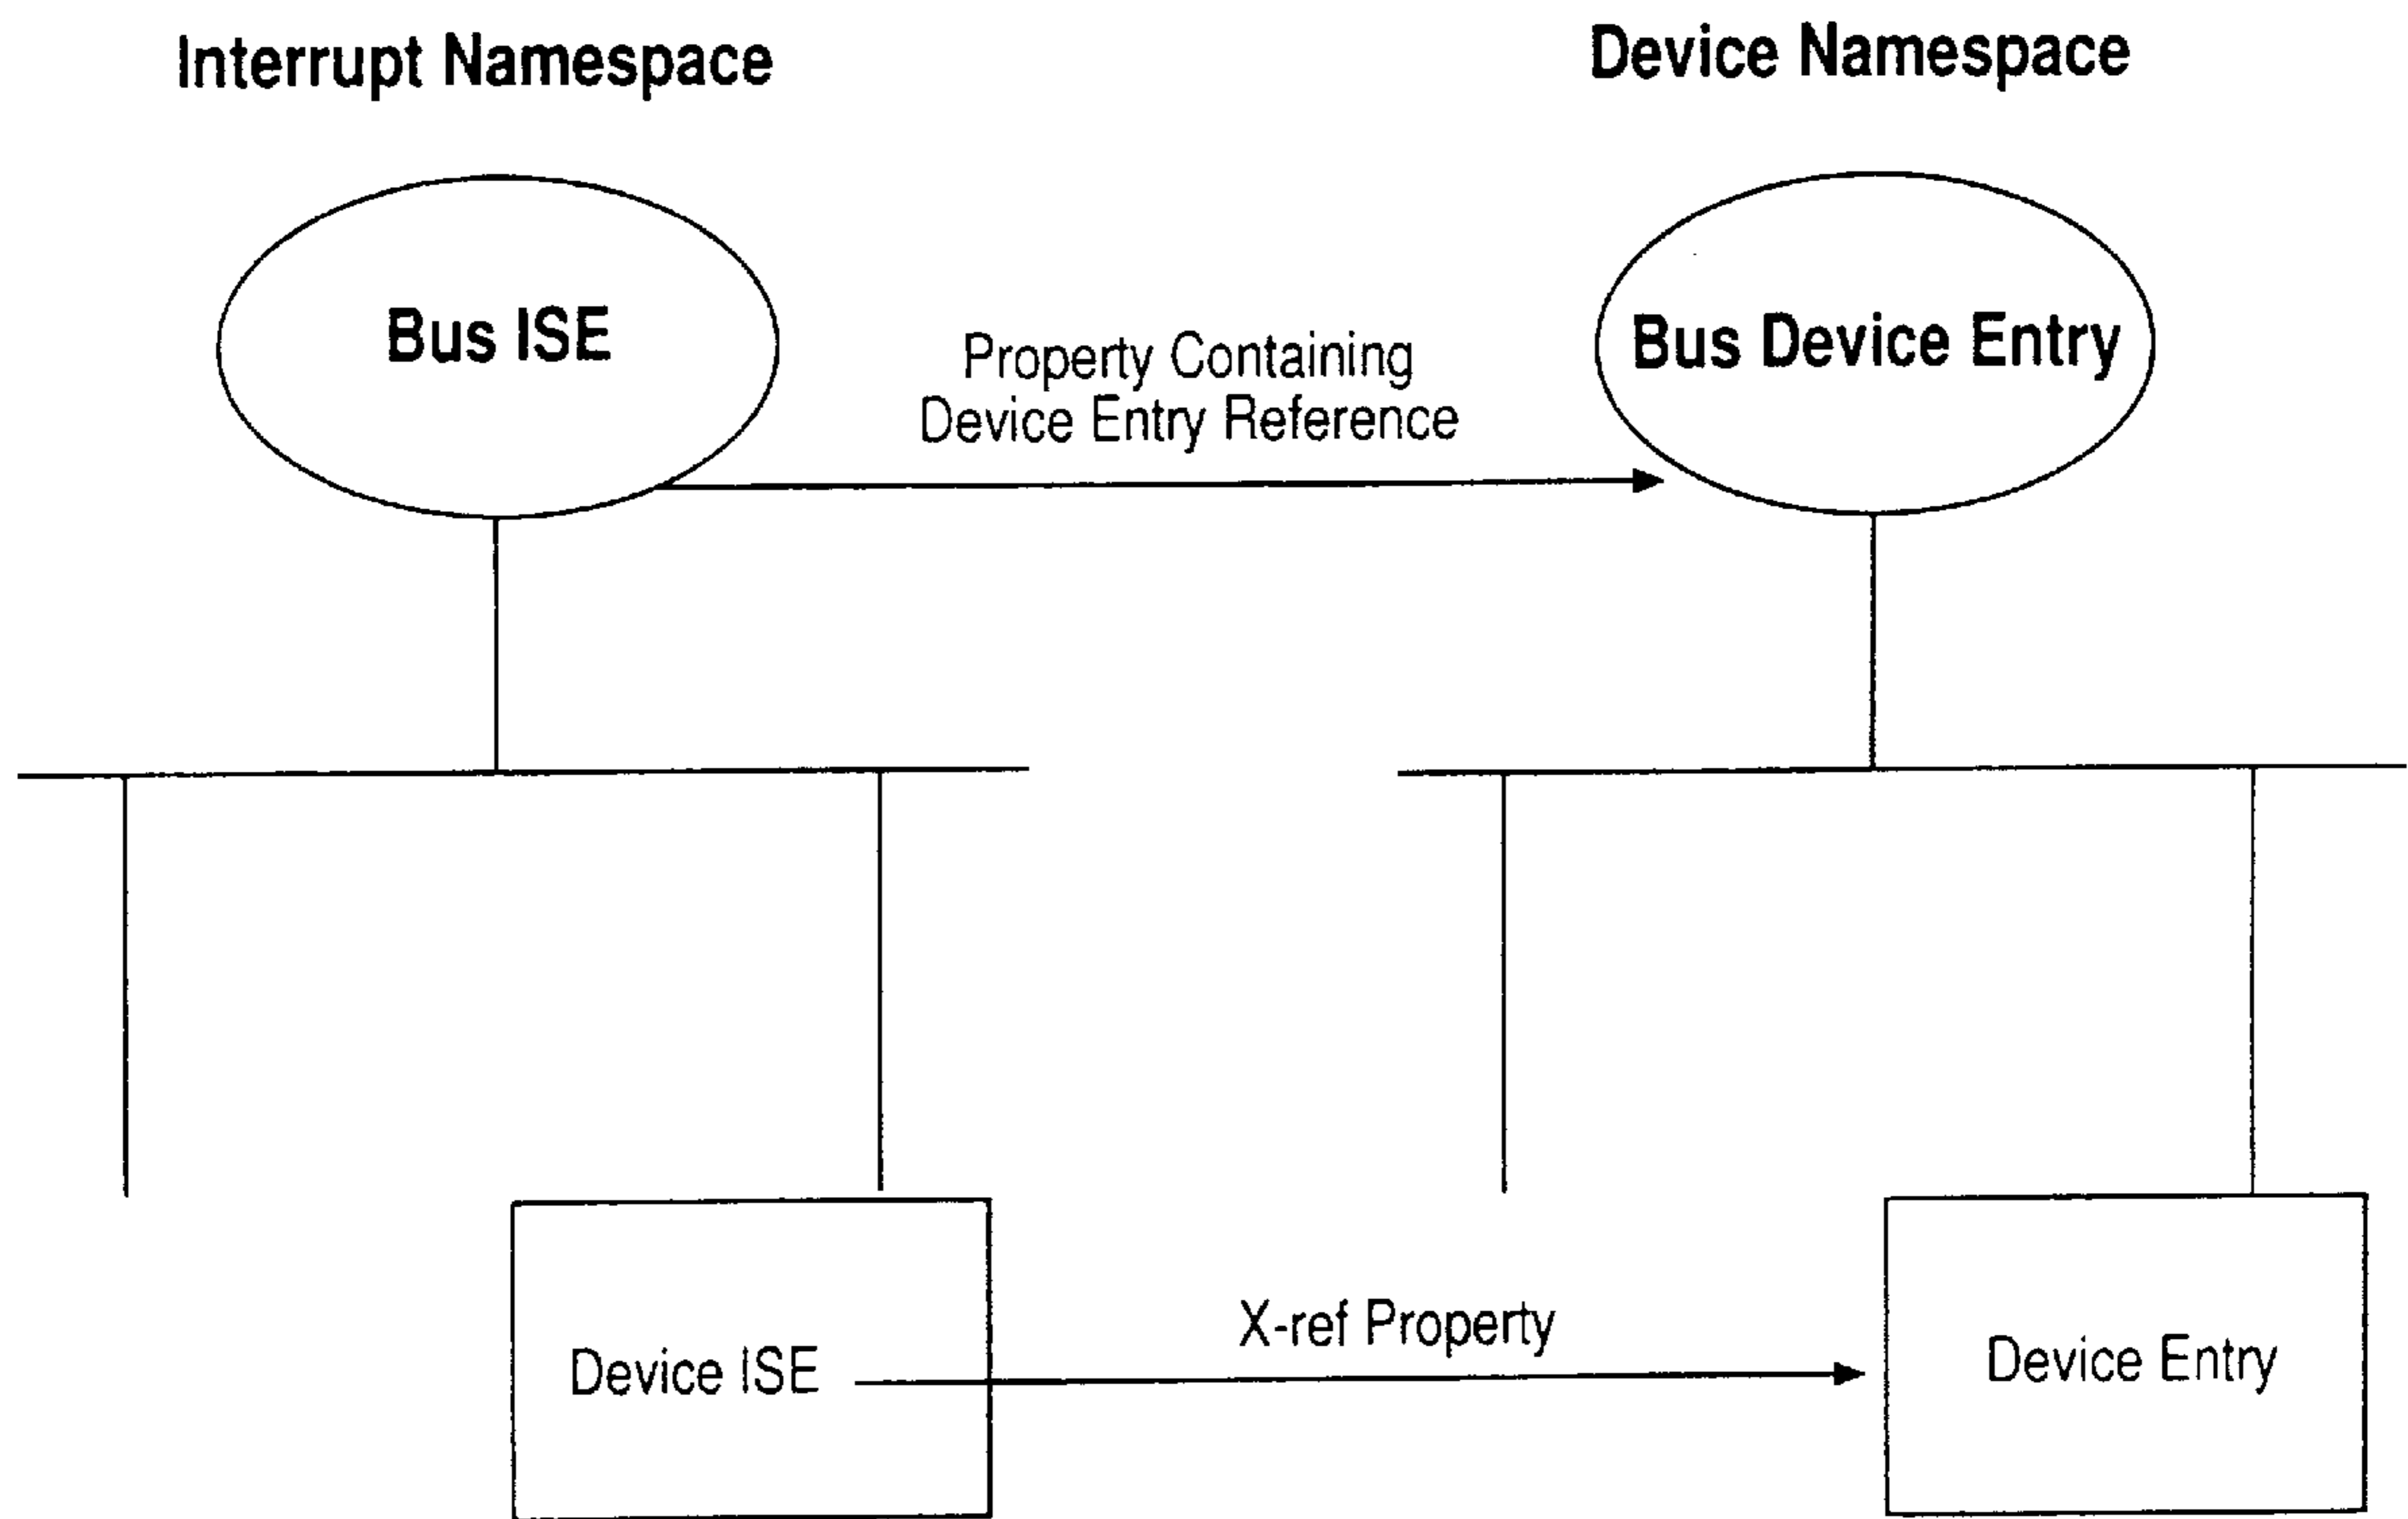 Interrupt Namespace
Device Namespace
Bus ISE
Property Containing
Device Entry Reference
Bus Device Entry
X-ref Property
Device ISE
Device Entry